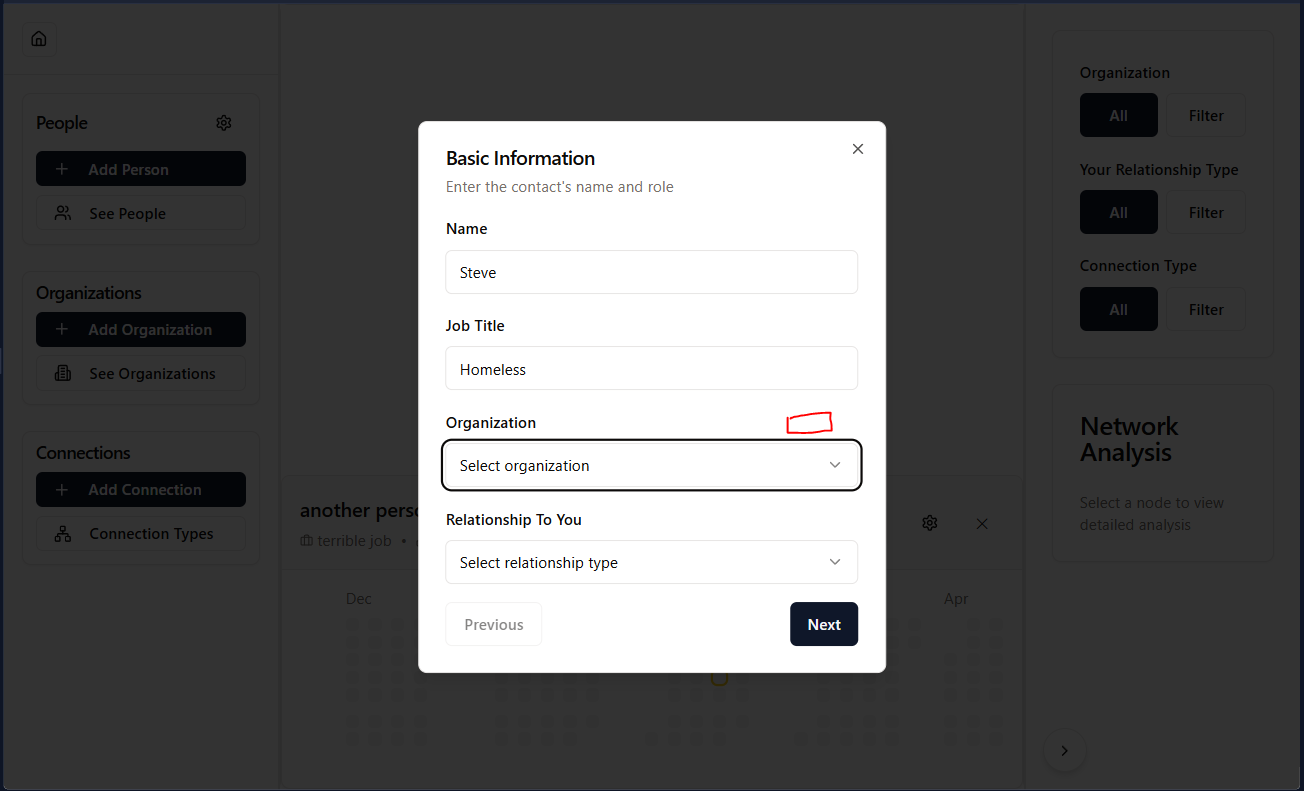 People
Add Person
See People
Organizations
Add Organization
See Organizations
Connections
Add Connection
Connection Types
Basic Information
Enter the contact's name and role
Name
Steve
Job Title
Homeless
Organization
Select organization
Relationship To You
Select relationship type
Previous
Next
another perso
terrible job •
Dec
Apr
Organization
All
Filter
Your Relationship Type
All
Filter
Connection Type
All
Filter
Network
Analysis
Select a node to view
detailed analysis